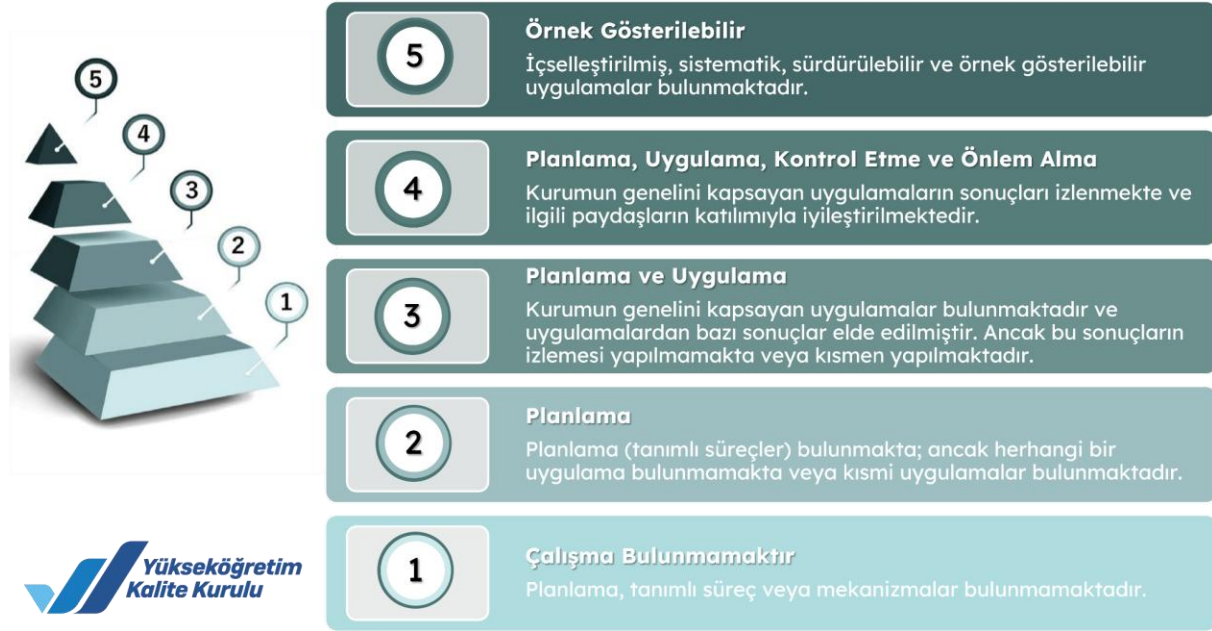 5
4
3
2
1
5
Örnek Gösterilebilir
İçselleştirilmiş, sistematik, sürdürülebilir ve örnek gösterilebilir
uygulamalar bulunmaktadır.
4
Planlama, Uygulama, Kontrol Etme ve Önlem Alma
Kurumun genelini kapsayan uygulamaların sonuçları izlenmekte ve
ilgili paydaşların katılımıyla iyileştirilmektedir.
3
Planlama ve Uygulama
Kurumun genelini kapsayan uygulamalar bulunmaktadır ve
uygulamalardan bazı sonuçlar elde edilmiştir. Ancak bu sonuçların
izlemesi yapılmamakta veya kısmen yapılmaktadır.
2
Planlama
Planlama (tanımlı süreçler) bulunmakta; ancak herhangi bir
uygulama bulunmamakta veya kısmi uygulamalar bulunmaktadır.
1
Çalışma Bulunmamaktır
Planlama, tanımlı süreç veya mekanizmalar bulunmamaktadır.
Yükseköğretim
Kalite Kurulu